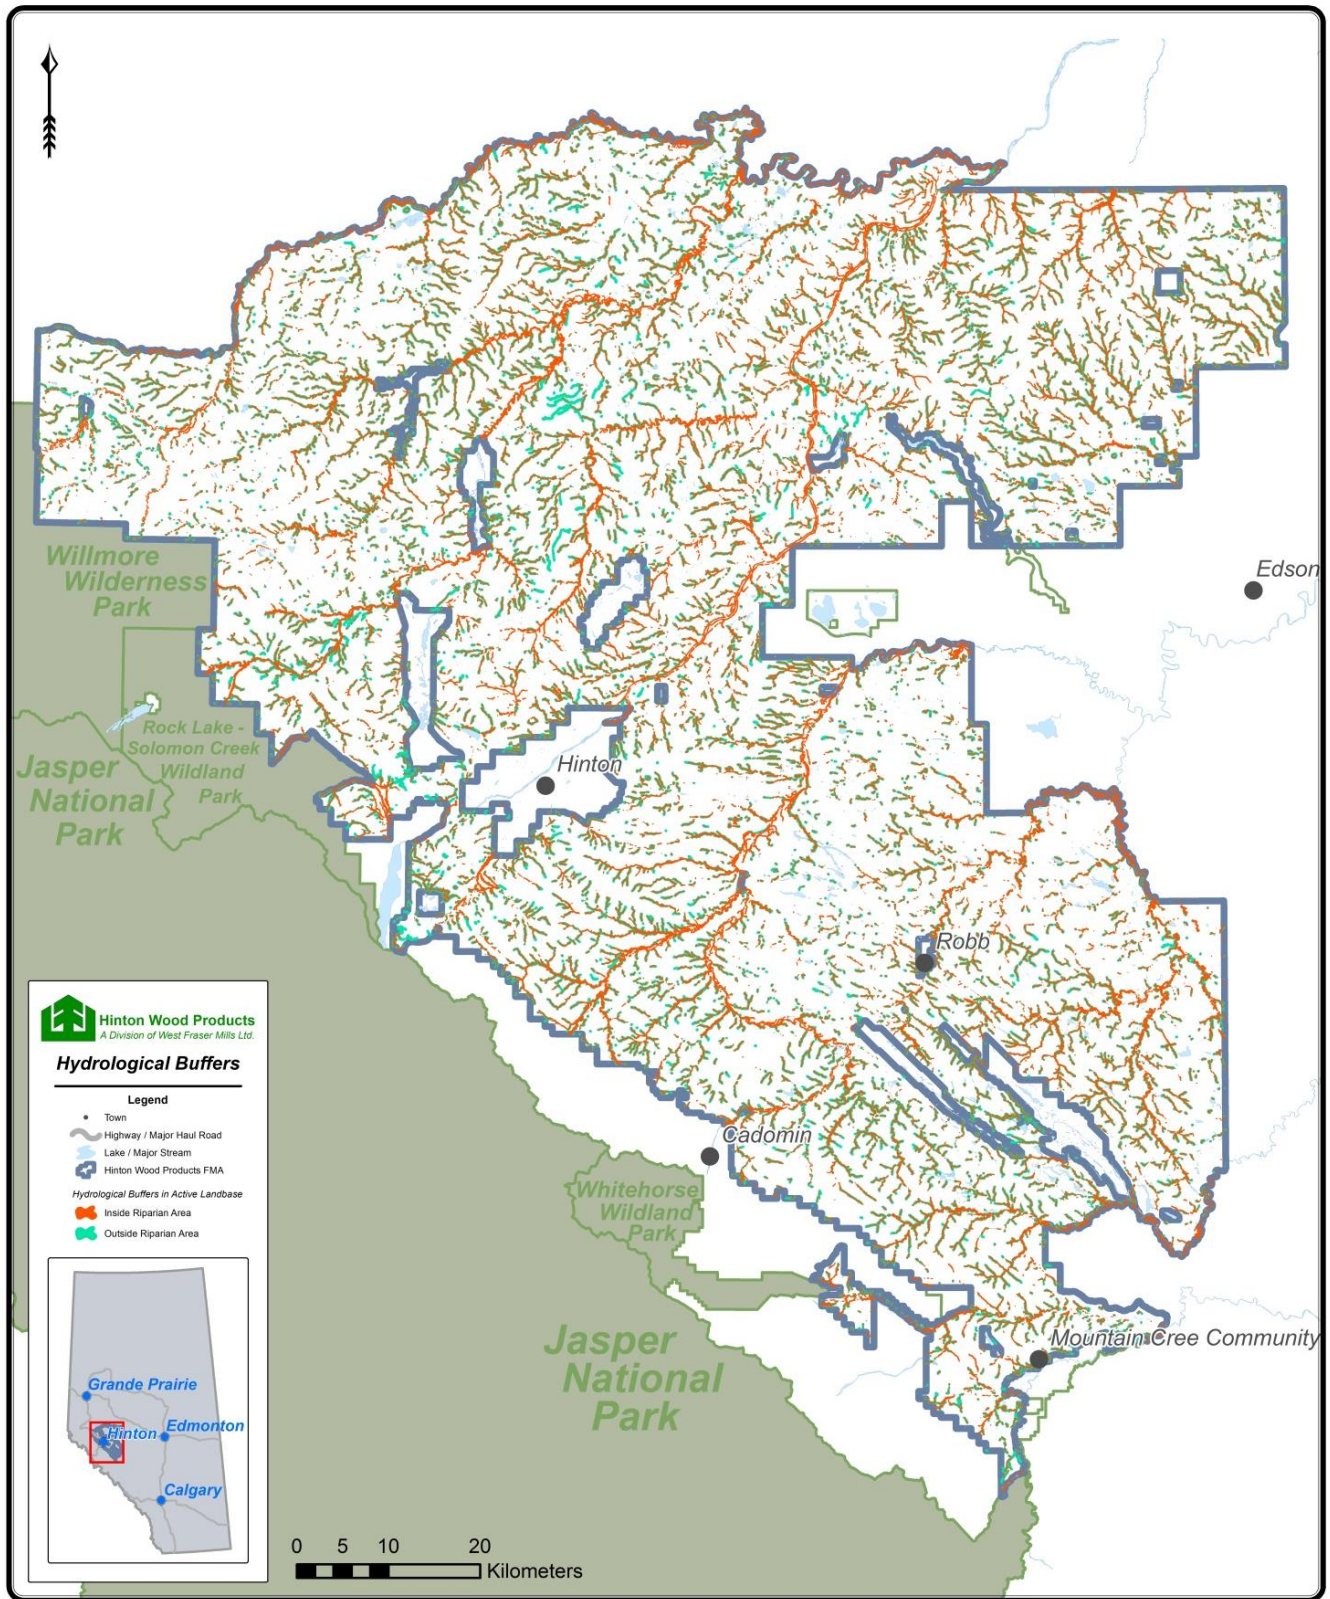 Edson
Willmore
Wilderness
Park
Rock Lake -
Solomon Creek
Wildland
Park
Jasper
National
Park
Hinton
Robb
Hinton Wood Products
A Division of West Fraser Mills Ltd.
Hydrological Buffers
Legend
Town
Highway / Major Haul Road
Lake / Major Stream
Hinton Wood Products FMA
Hydrological Buffers in Active Landbase
Inside Riparian Area
Outside Riparian Area
Cadomin
Whitehorse
Wildland
Park
Jasper
National
Park
Mountain Cree Community
Grande Prairie
Hinton
Edmonton
Calgary
0 5 10 20
Kilometers